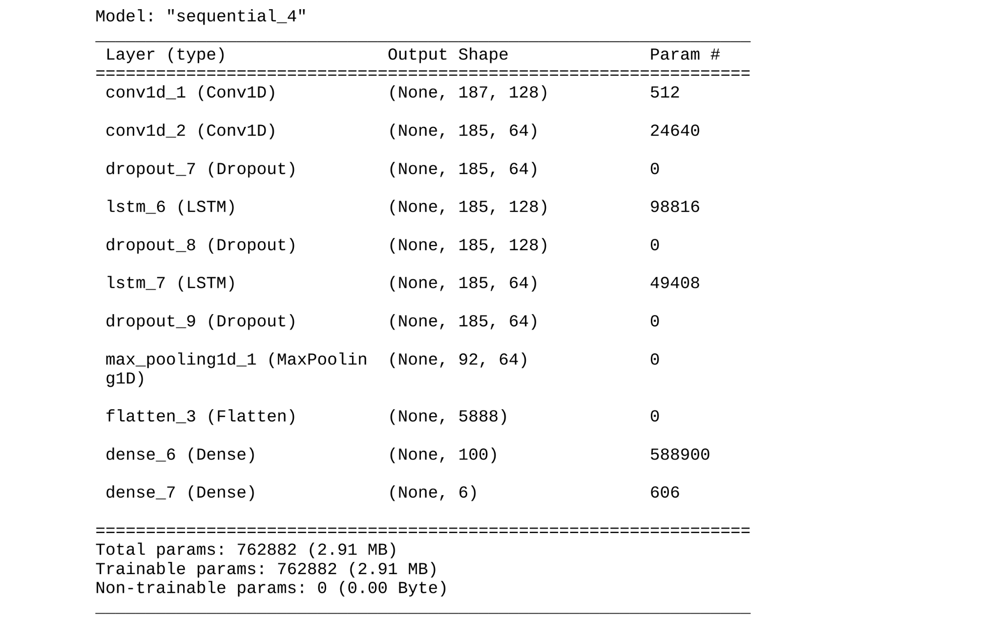 Model: "sequential_4"
_________________________________________________________________
Layer (type) Output Shape Param #
=================================================================
conv1d_1 (Conv1D) (None, 187, 128) 512
conv1d_2 (Conv1D) (None, 185, 64) 24640
dropout_7 (Dropout) (None, 185, 64) 0
lstm_6 (LSTM) (None, 185, 128) 98816
dropout_8 (Dropout) (None, 185, 128) 0
lstm_7 (LSTM) (None, 185, 64) 49408
dropout_9 (Dropout) (None, 185, 64) 0
max_pooling1d_1 (MaxPoolin (None, 92, 64) 0
g1D)
flatten_3 (Flatten) (None, 5888) 0
dense_6 (Dense) (None, 100) 588900
dense_7 (Dense) (None, 6) 606
=================================================================
Total params: 762882 (2.91 MB)
Trainable params: 762882 (2.91 MB)
Non-trainable params: 0 (0.00 Byte)
_________________________________________________________________